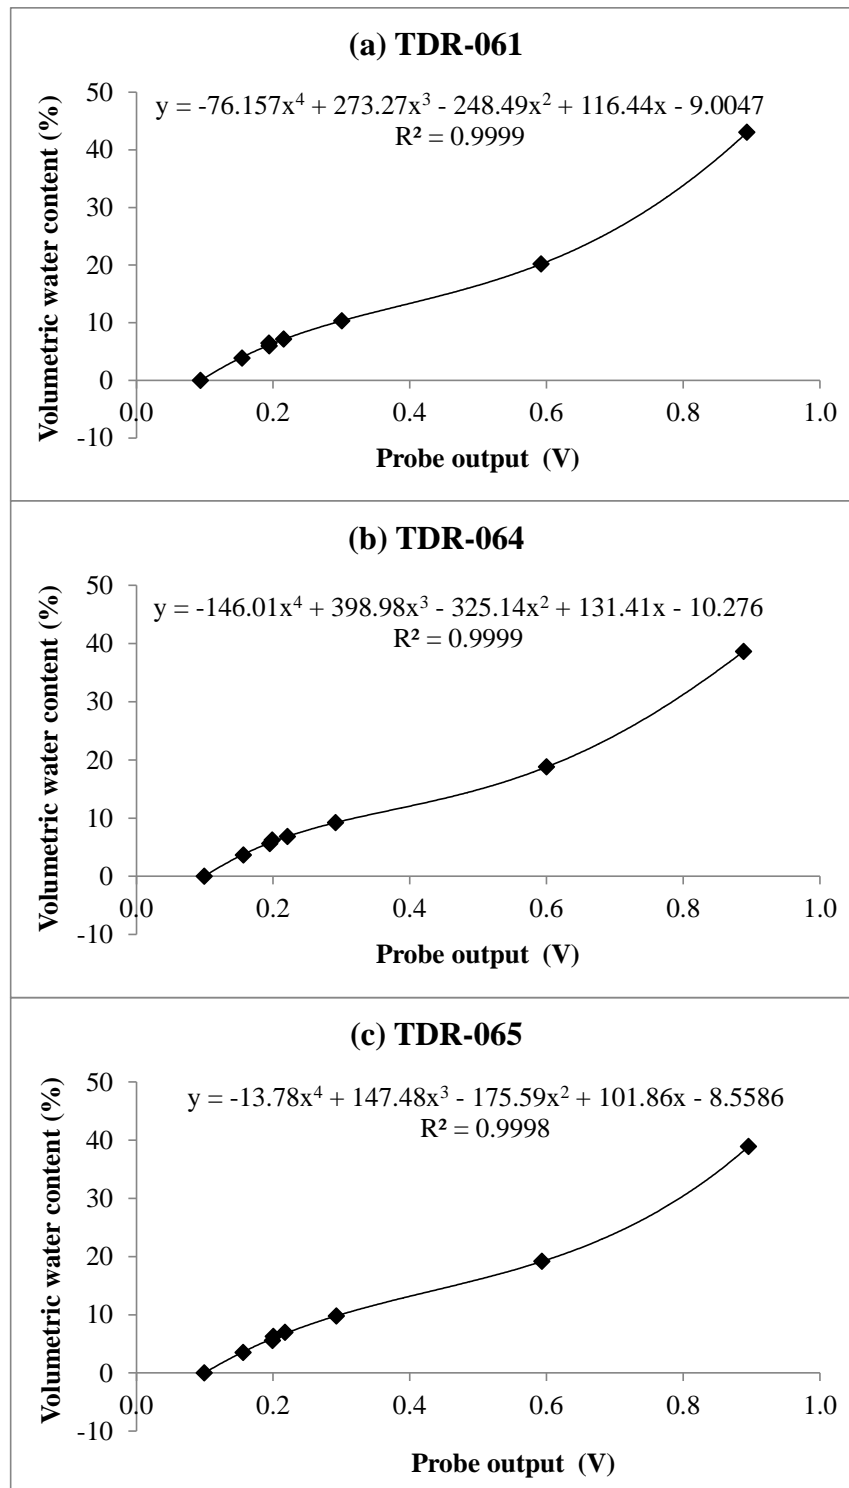 (a) TDR-061
y = -76.157x⁴ + 273.27x³ - 248.49x² + 116.44x - 9.0047
R² = 0.9999
Volumetric water content (%)
50
40
30
20
10
0
-10
0.0 0.2 0.4 0.6 0.8 1.0
Probe output (V)
(b) TDR-064
y = -146.01x⁴ + 398.98x³ - 325.14x² + 131.41x - 10.276
R² = 0.9999
Volumetric water content (%)
50
40
30
20
10
0
-10
0.0 0.2 0.4 0.6 0.8 1.0
Probe output (V)
(c) TDR-065
y = -13.78x⁴ + 147.48x³ - 175.59x² + 101.86x - 8.5586
R² = 0.9998
Volumetric water content (%)
50
40
30
20
10
0
-10
0.0 0.2 0.4 0.6 0.8 1.0
Probe output (V)